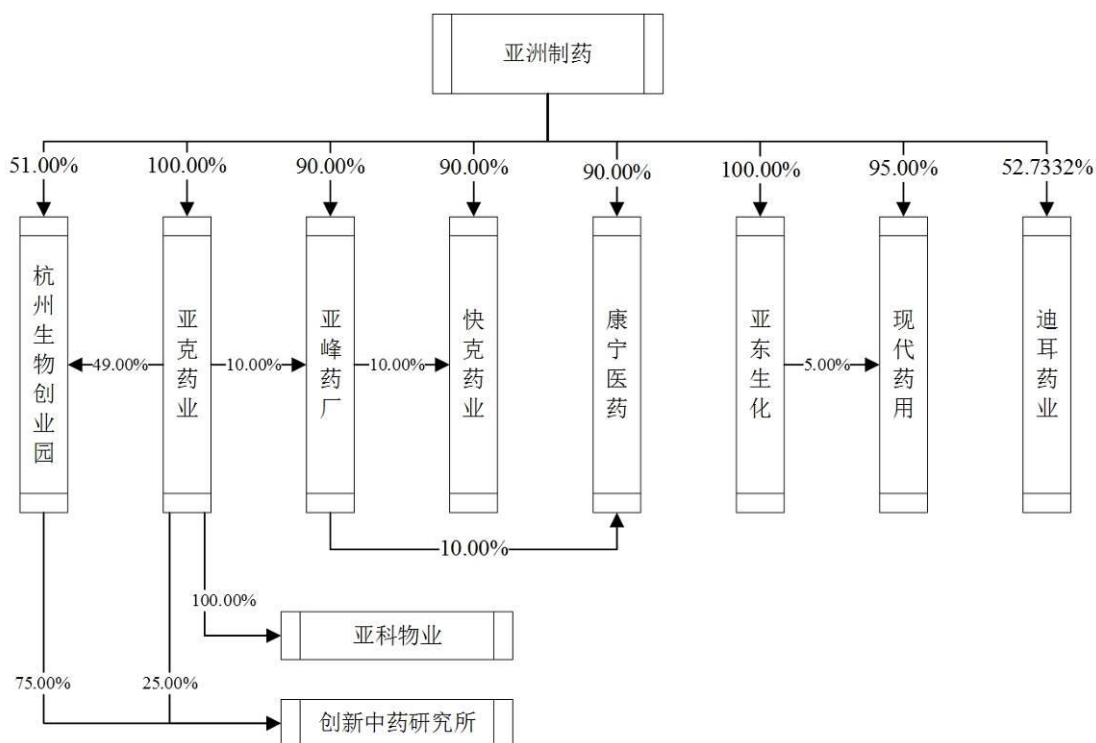 亚洲制药
51.00%
100.00%
90.00%
90.00%
90.00%
100.00%
95.00%
52.7332%
杭州生物创业园
亚克药业
亚峰药厂
快克药业
康宁医药
亚东生化
现代药用
迪耳药业
49.00%
10.00%
10.00%
5.00%
10.00%
100.00%
亚科物业
75.00%
25.00%
创新中药研究所